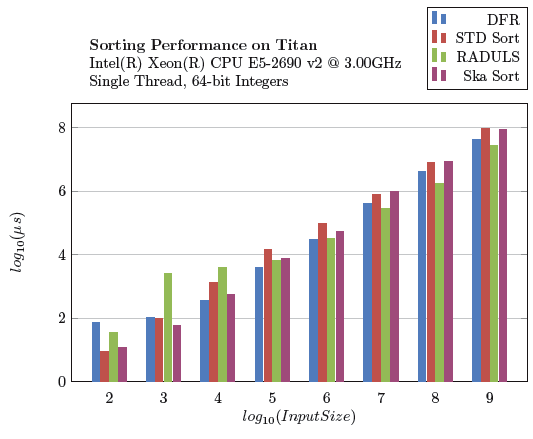 DFR
STD Sort
RADULS
Ska Sort
Sorting Performance on Titan
Intel(R) Xeon(R) CPU E5-2690 v2 @ 3.00GHz
Single Thread, 64-bit Integers
8
6
4
2
0
log₁₀(μs)
2 3 4 5 6 7 8 9
log₁₀(InputSize)